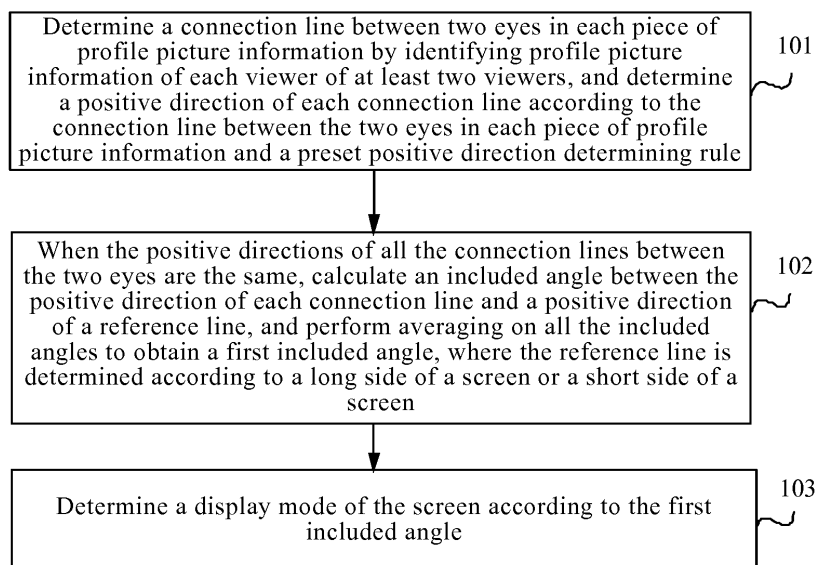 Determine a connection line between two eyes in each piece of
profile picture information by identifying profile picture
information of each viewer of at least two viewers, and determine
a positive direction of each connection line according to the
connection line between the two eyes in each piece of profile
picture information and a preset positive direction determining rule
101
When the positive directions of all the connection lines between
the two eyes are the same, calculate an included angle between the
positive direction of each connection line and a positive direction
of a reference line, and perform averaging on all the included
angles to obtain a first included angle, where the reference line is
determined according to a long side of a screen or a short side of a
screen
102
Determine a display mode of the screen according to the first
included angle
103